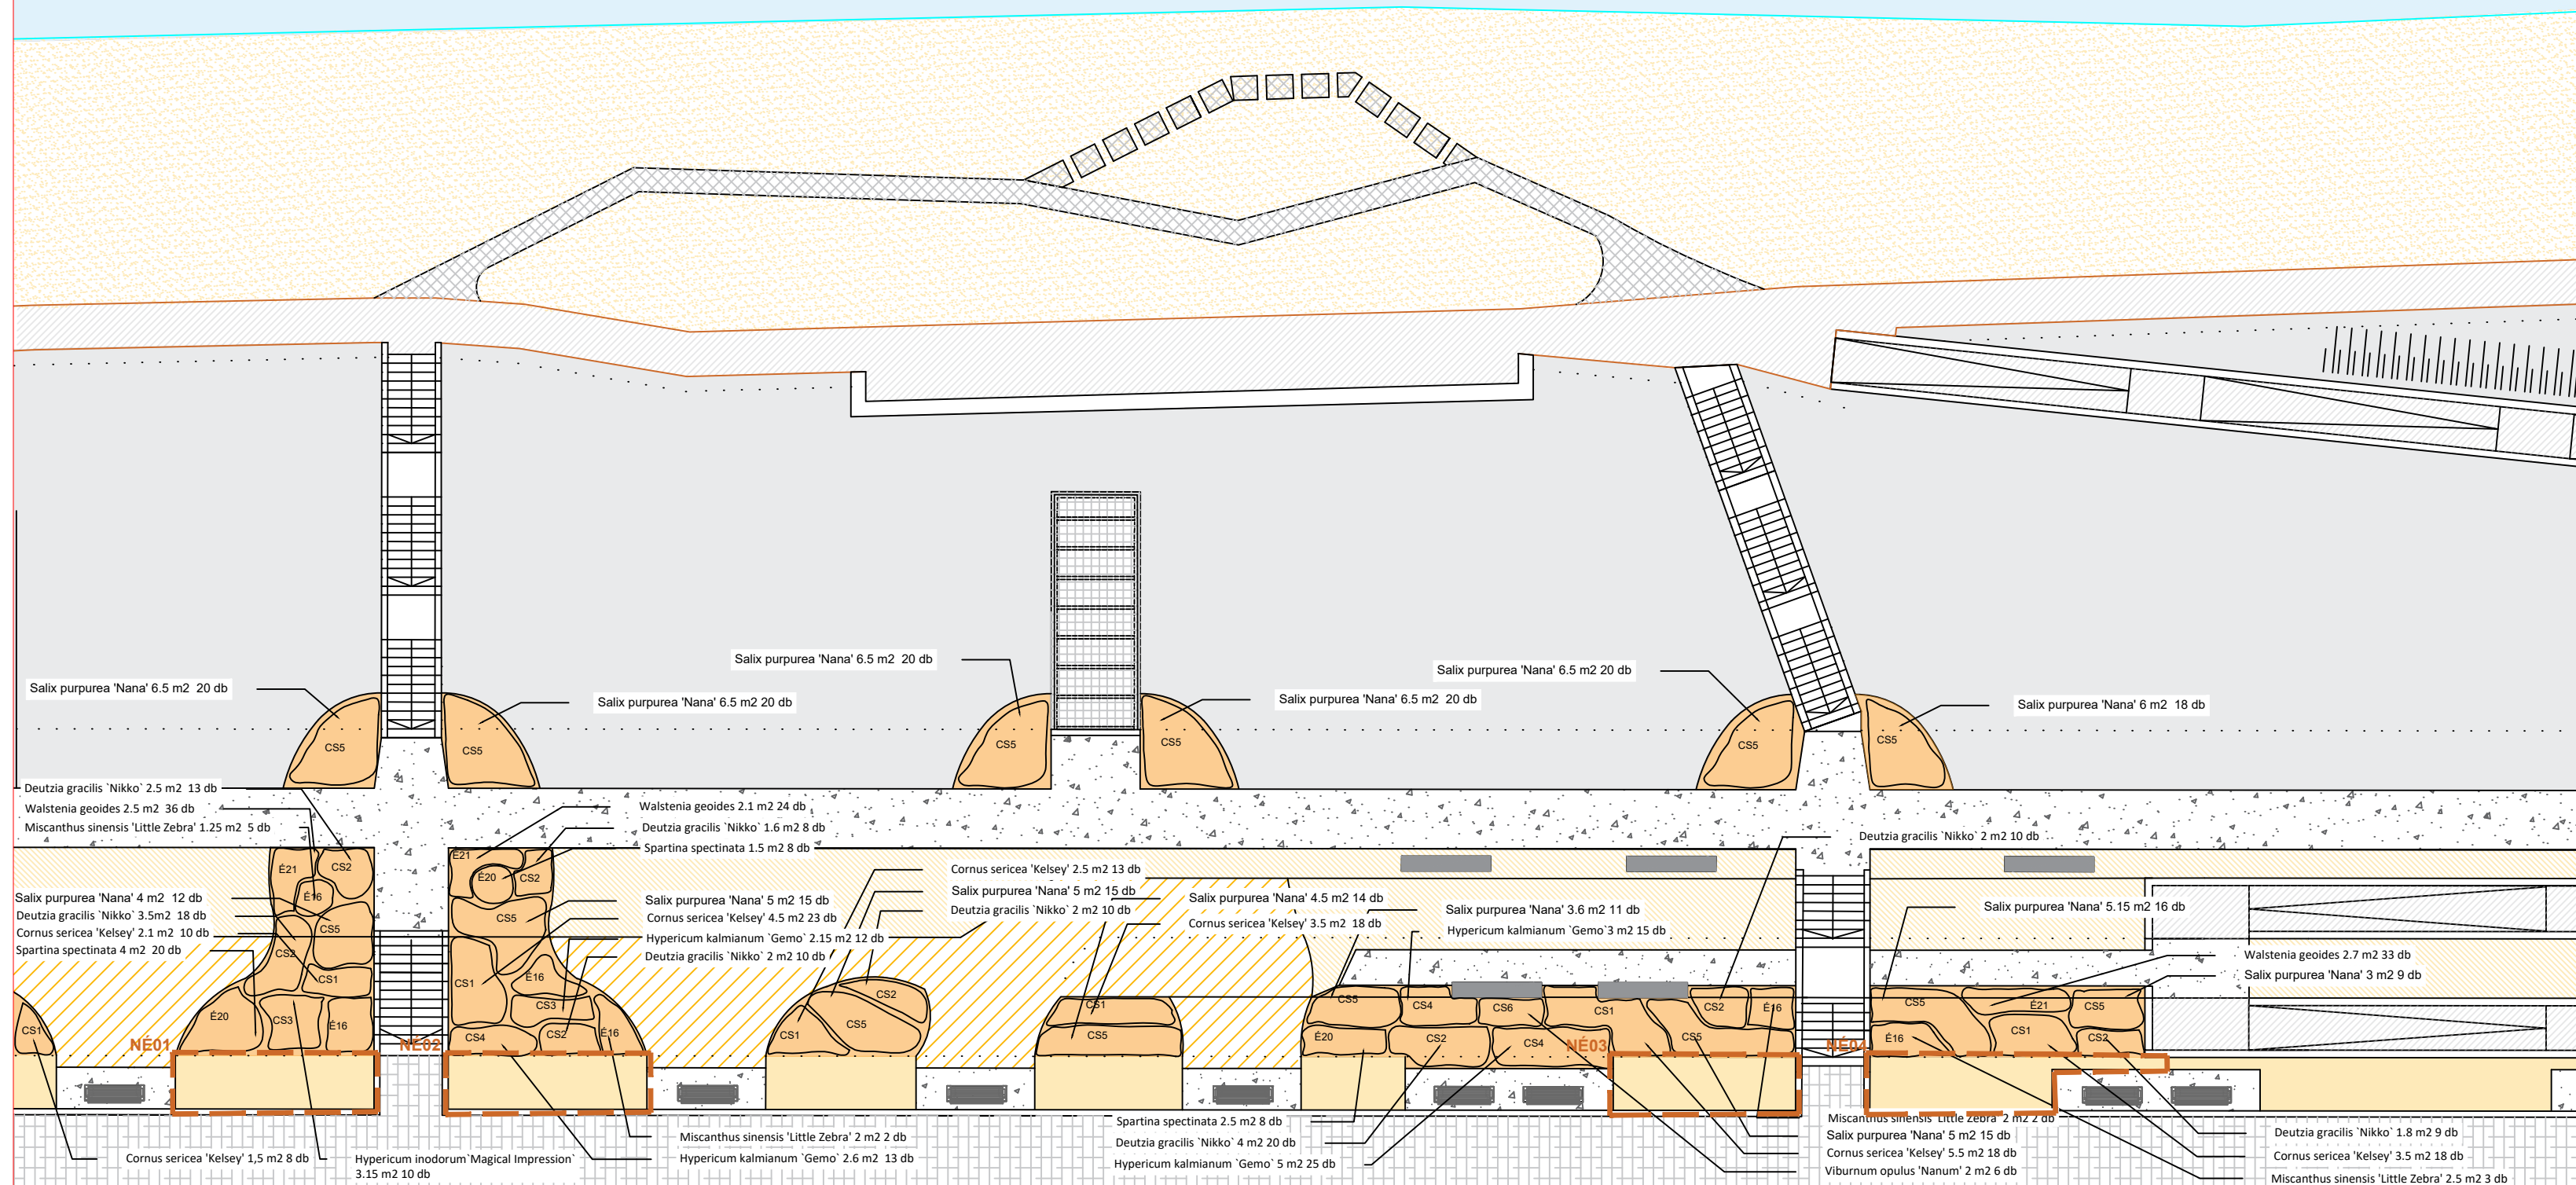 Salix purpurea 'Nana' 6.5 m2  20 db
Salix purpurea 'Nana' 6.5 m2 20 db
Salix purpurea 'Nana' 6.5 m2  20 db
Salix purpurea 'Nana' 6.5 m2  20 db
Salix purpurea 'Nana' 6.5 m2 20 db
Salix purpurea 'Nana' 6 m2  18 db
CS5
CS5
CS5
CS5
CS5
CS5
Deutzia gracilis `Nikko` 2.5 m2  13 db
Walstenia geoides 2.5 m2  36 db
Miscanthus sinensis 'Little Zebra' 1.25 m2  5 db
Salix purpurea 'Nana' 4 m2  12 db
Deutzia gracilis `Nikko` 3.5m2  18 db
Cornus sericea 'Kelsey' 2.1 m2  10 db
Spartina spectinata 4 m2  20 db
É21
CS2
É16
CS5
CS2
CS1
É20
CS3
É16
CS1
NÉ01
Walstenia geoides 2.1 m2 24 db
Deutzia gracilis `Nikko` 1.6 m2 8 db
Spartina spectinata 1.5 m2 8 db
Salix purpurea 'Nana' 5 m2 15 db
Cornus sericea 'Kelsey' 4.5 m2 23 db
Hypericum kalmianum `Gemo` 2.15 m2 12 db
Deutzia gracilis `Nikko` 2 m2 10 db
É21
É20
CS2
CS5
CS1
É16
CS3
CS4
CS2
É16
NÉ02
Cornus sericea 'Kelsey' 2.5 m2 13 db
Salix purpurea 'Nana' 5 m2 15 db
Deutzia gracilis `Nikko` 2 m2 10 db
CS2
CS5
CS1
Salix purpurea 'Nana' 4.5 m2 14 db
Cornus sericea 'Kelsey' 3.5 m2  18 db
CS1
CS5
Salix purpurea 'Nana' 3.6 m2 11 db
Hypericum kalmianum `Gemo`3 m2 15 db
Deutzia gracilis `Nikko` 2 m2 10 db
CS5
CS4
CS6
CS1
CS2
É16
É20
CS2
CS4
CS5
NÉ03
Salix purpurea 'Nana' 5.15 m2 16 db
Walstenia geoides 2.7 m2 33 db
Salix purpurea 'Nana' 3 m2 9 db
CS5
É21
CS5
É16
CS1
CS2
NÉ04
Cornus sericea 'Kelsey' 1,5 m2 8 db
Hypericum inodorum`Magical Impression`
3.15 m2 10 db
Miscanthus sinensis 'Little Zebra' 2 m2 2 db
Hypericum kalmianum `Gemo` 2.6 m2  13 db
Spartina spectinata 2.5 m2 8 db
Deutzia gracilis `Nikko` 4 m2 20 db
Hypericum kalmianum `Gemo` 5 m2 25 db
Miscanthus sinensis 'Little Zebra' 2 m2 2 db
Salix purpurea 'Nana' 5 m2 15 db
Cornus sericea 'Kelsey' 5.5 m2 18 db
Viburnum opulus 'Nanum' 2 m2 6 db
Deutzia gracilis `Nikko` 1.8 m2 9 db
Cornus sericea 'Kelsey' 3.5 m2 18 db
Miscanthus sinensis 'Little Zebra' 2.5 m2 3 db